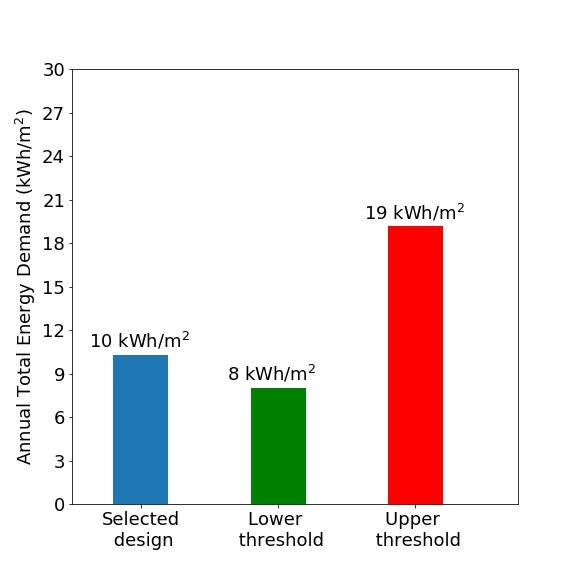 Annual Total Energy Demand (kWh/m²)
30
27
24
21
18
15
12
9
6
3
0
10 kWh/m²
8 kWh/m²
19 kWh/m²
Selected
design
Lower
threshold
Upper
threshold